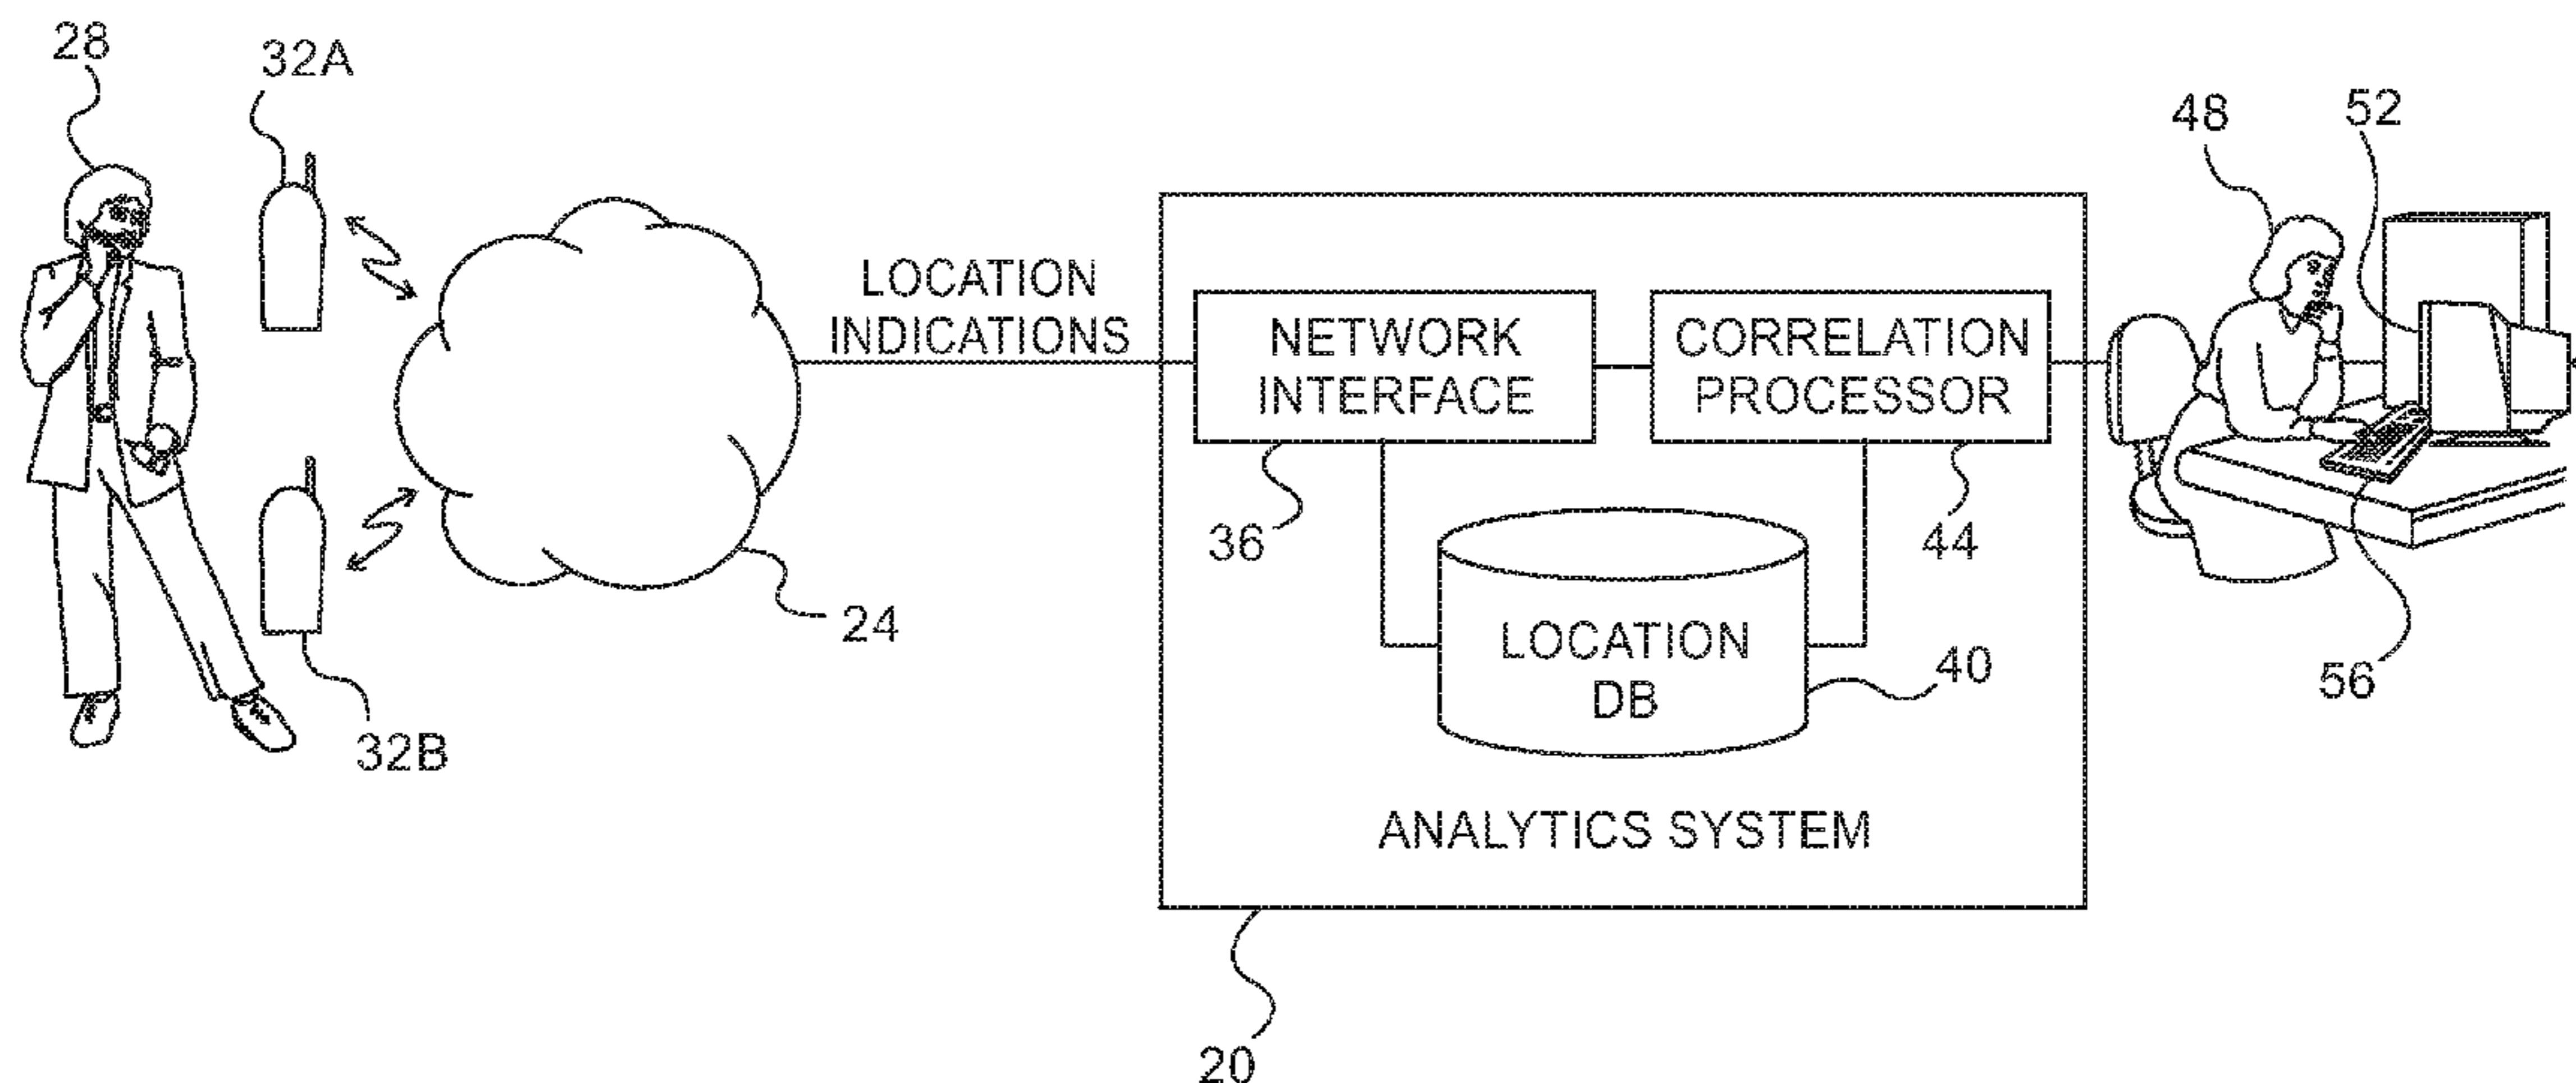 28
32A
52
48
LOCATION
INDICATIONS
NETWORK
INTERFACE
CORRELATION
PROCESSOR
36
44
24
LOCATION
DB
40
56
32B
ANALYTICS SYSTEM
20